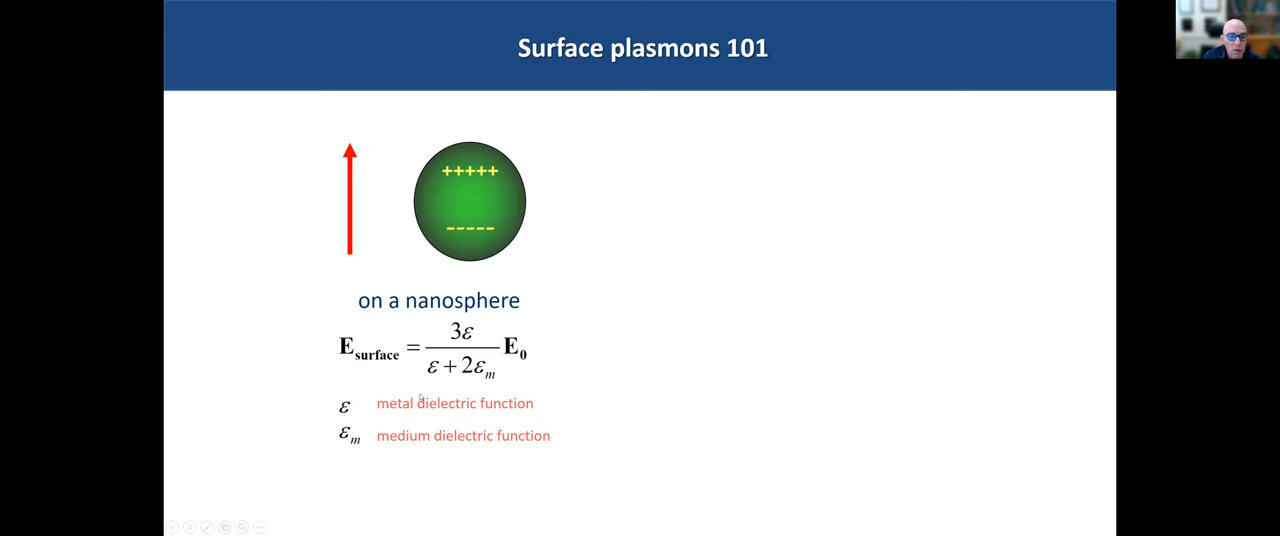 Surface plasmons 101
+++++
-----
on a nanosphere
E_surface = 3ε / (ε + 2ε_m) E_0
ε metal dielectric function
ε_m medium dielectric function